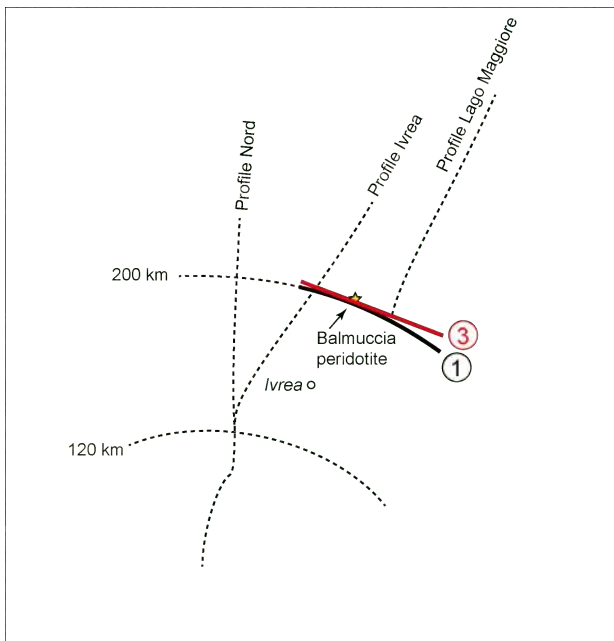 Profile Nord
Profile Ivrea
Profile Lago Maggiore
200 km
3
Balmuccia
peridotite
1
Ivrea
120 km